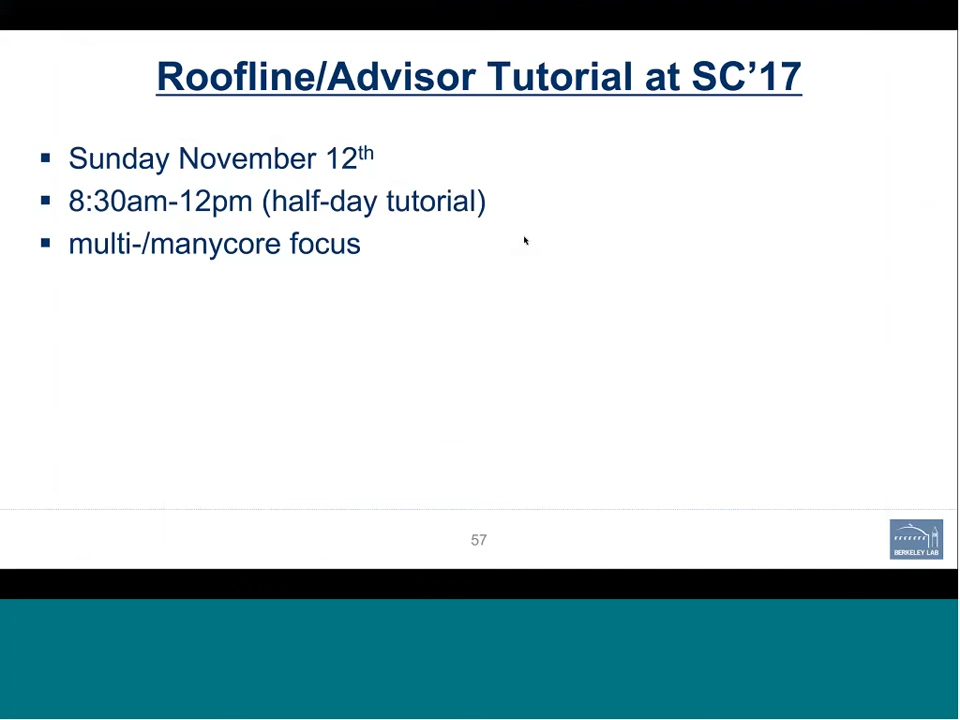 Roofline/Advisor Tutorial at SC’17
▪ Sunday November 12th
▪ 8:30am-12pm (half-day tutorial)
▪ multi-/manycore focus
57
BERKELEY LAB